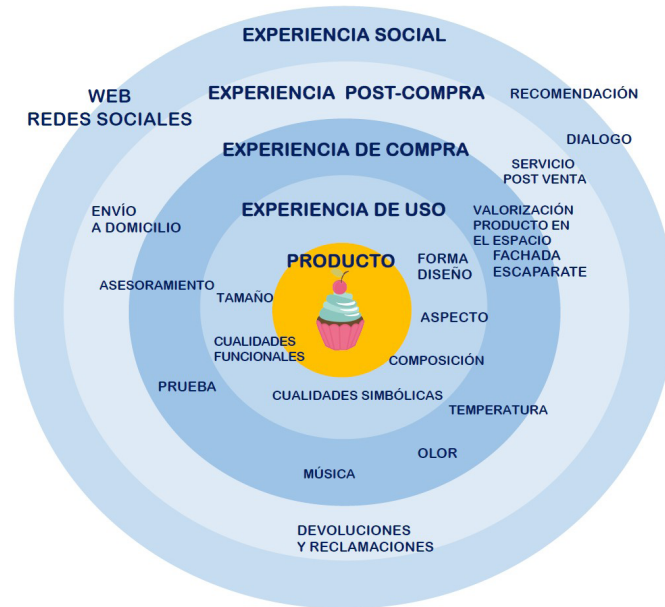 EXPERIENCIA SOCIAL
WEB
REDES SOCIALES
EXPERIENCIA POST-COMPRA
RECOMENDACIÓN
DIALOGO
EXPERIENCIA DE COMPRA
SERVICIO
POST VENTA
ENVÍO
A DOMICILIO
EXPERIENCIA DE USO
VALORIZACIÓN
PRODUCTO EN
EL ESPACIO
FACHADA
ESCAPARATE
PRODUCTO
FORMA
DISEÑO
ASESORAMIENTO
TAMAÑO
ASPECTO
CUALIDADES
FUNCIONALES
COMPOSICIÓN
PRUEBA
CUALIDADES SIMBÓLICAS
TEMPERATURA
OLOR
MÚSICA
DEVOLUCIONES
Y RECLAMACIONES